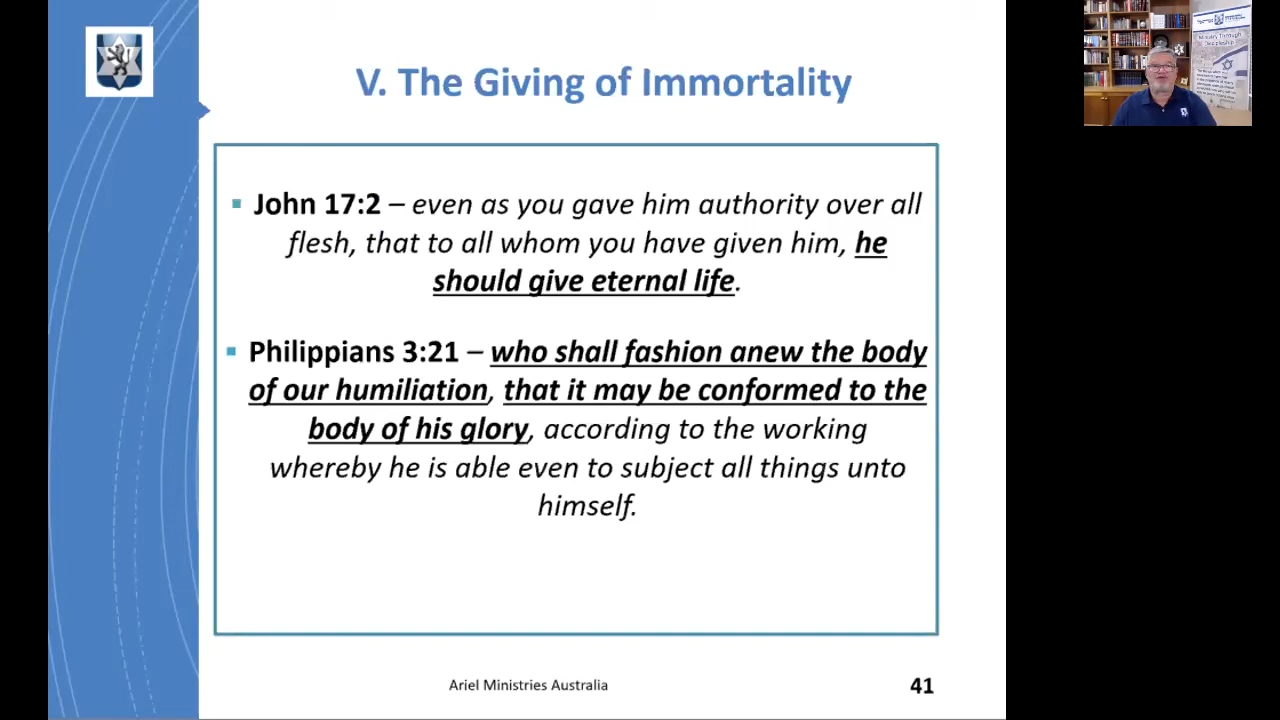 V. The Giving of Immortality
▪ John 17:2 – even as you gave him authority over all
flesh, that to all whom you have given him, he
should give eternal life.
▪ Philippians 3:21 – who shall fashion anew the body
of our humiliation, that it may be conformed to the
body of his glory, according to the working
whereby he is able even to subject all things unto
himself.
Ariel Ministries Australia
41
Ministry Through
Discipleship